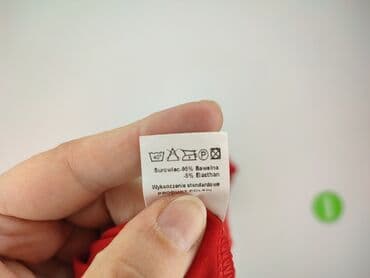 Surowiec-95% Bawełna
-5% Elasthan
Wykończenie standardowe